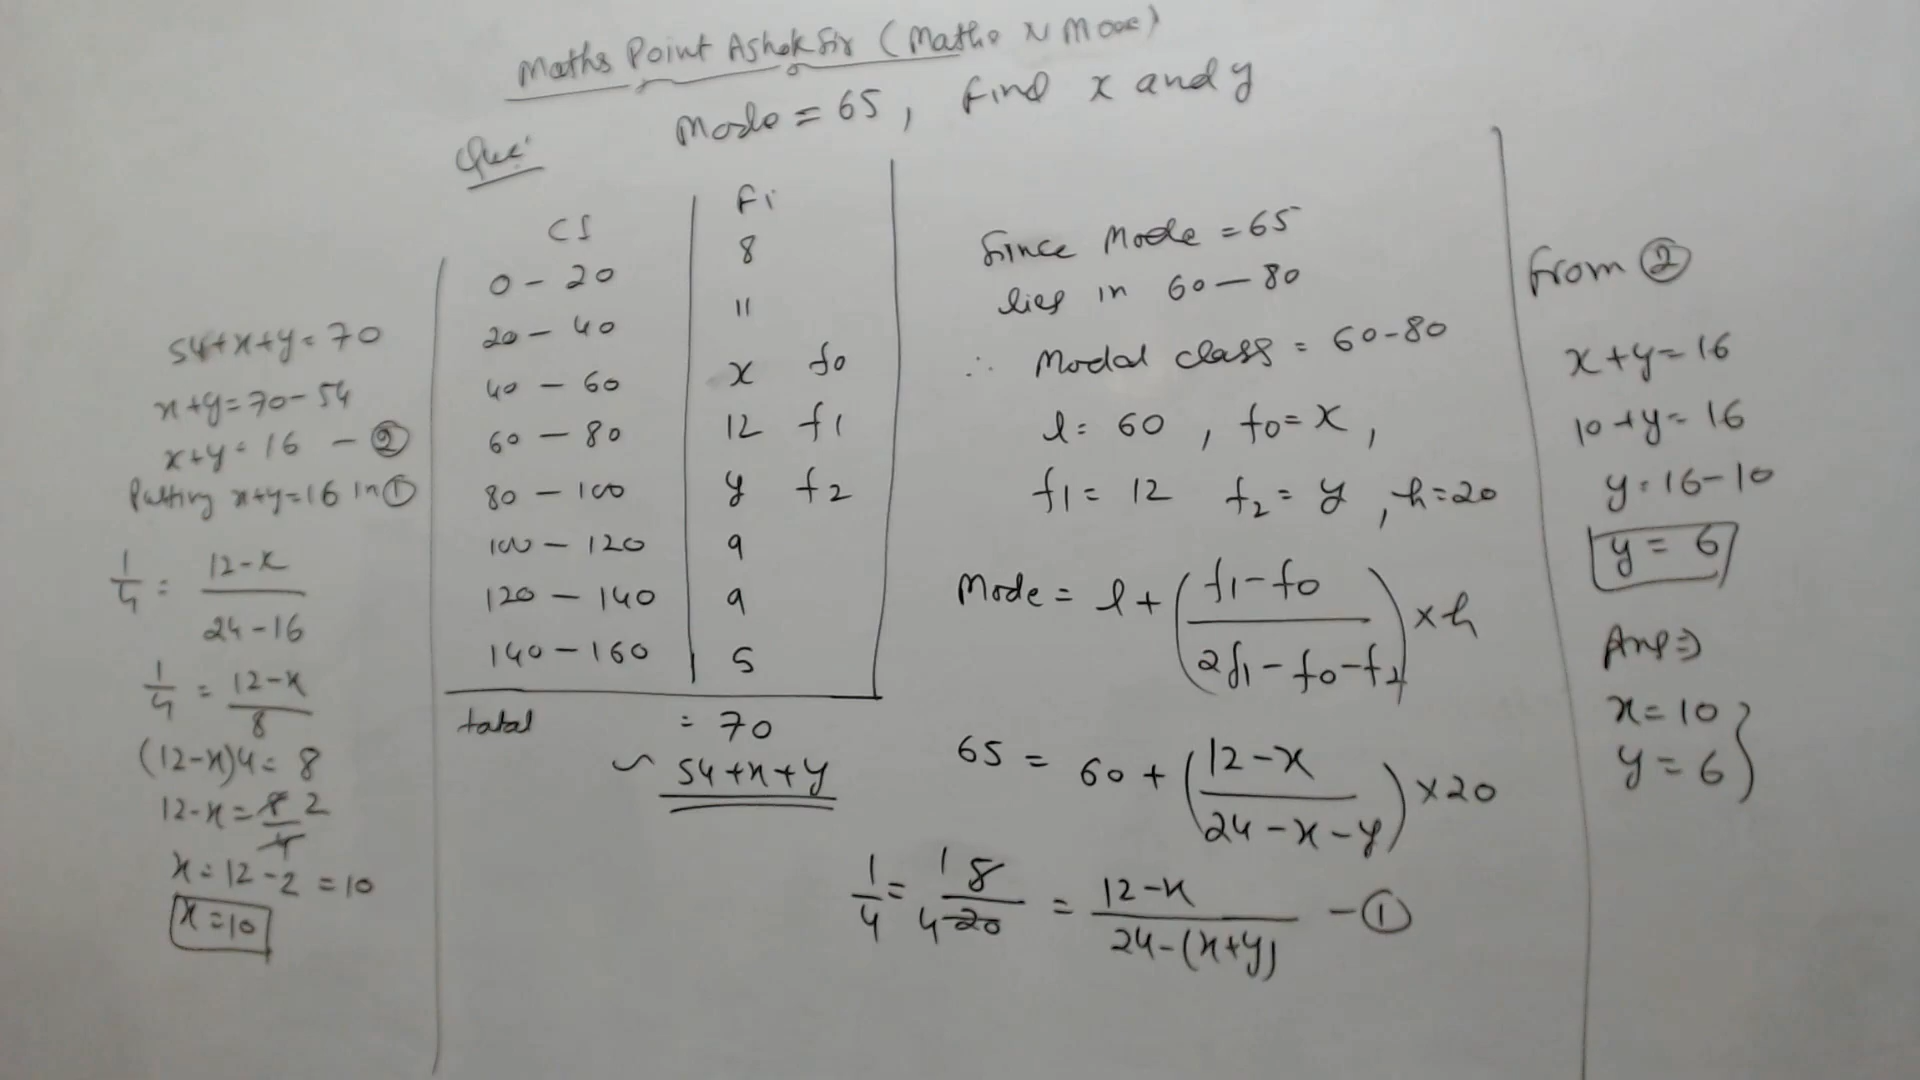 Maths Point Ashok Sir (Maths N More)
Que: Mode = 65, Find x and y
CI Fi
0 - 20 8
20 - 40 11
40 - 60 x f0
60 - 80 12 f1
80 - 100 y f2
100 - 120 9
120 - 140 9
140 - 160 5
total = 70
54+x+y
Since Mode = 65
lies in 60 - 80
∴ Modal class = 60-80
l = 60, f0 = x,
f1 = 12 f2 = y, h = 20
Mode = l + (f1 - f0 / 2f1 - f0 - f2) × h
65 = 60 + (12 - x / 24 - x - y) × 20
1/4 = 1 5 / 4 20 = 12 - x / 24 - (x+y) - ①
54+x+y = 70
x+y = 70 - 54
x+y = 16 - ②
Putting x+y=16 in ①
1/4 = 12-x / 24-16
1/4 = 12-x / 8
(12-x)4 = 8
12-x = 8/4 2
x = 12-2 = 10
x = 10
From ②
x+y = 16
10+y = 16
y = 16-10
y = 6
Ans ⇒
x = 10
y = 6 }